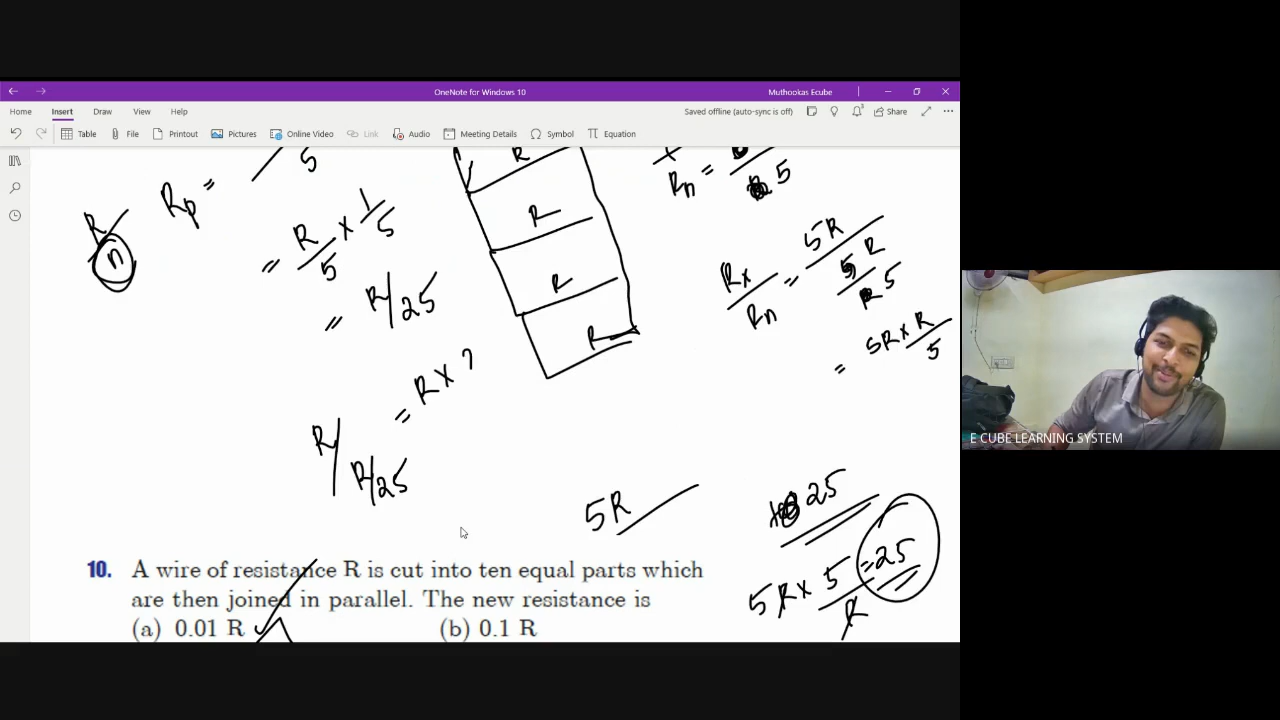 OneNote for Windows 10
Muthookas Ecube
Home Insert Draw View Help
Saved offline (auto-sync is off)
3
Share
Table File Printout Pictures Online Video Link Audio Meeting Details Symbol Equation
5
Rp =
R/n
= R/5 × 1/5
= R/25
R
R
R
R
Rn = 5
Rx/Rn = 5R
R
5
= 5R × R/5
R/
R/25
= R × ?
5R
25
5R × 5/R = 25
10. A wire of resistance R is cut into ten equal parts which
are then joined in parallel. The new resistance is
(a) 0.01 R (b) 0.1 R
E CUBE LEARNING SYSTEM